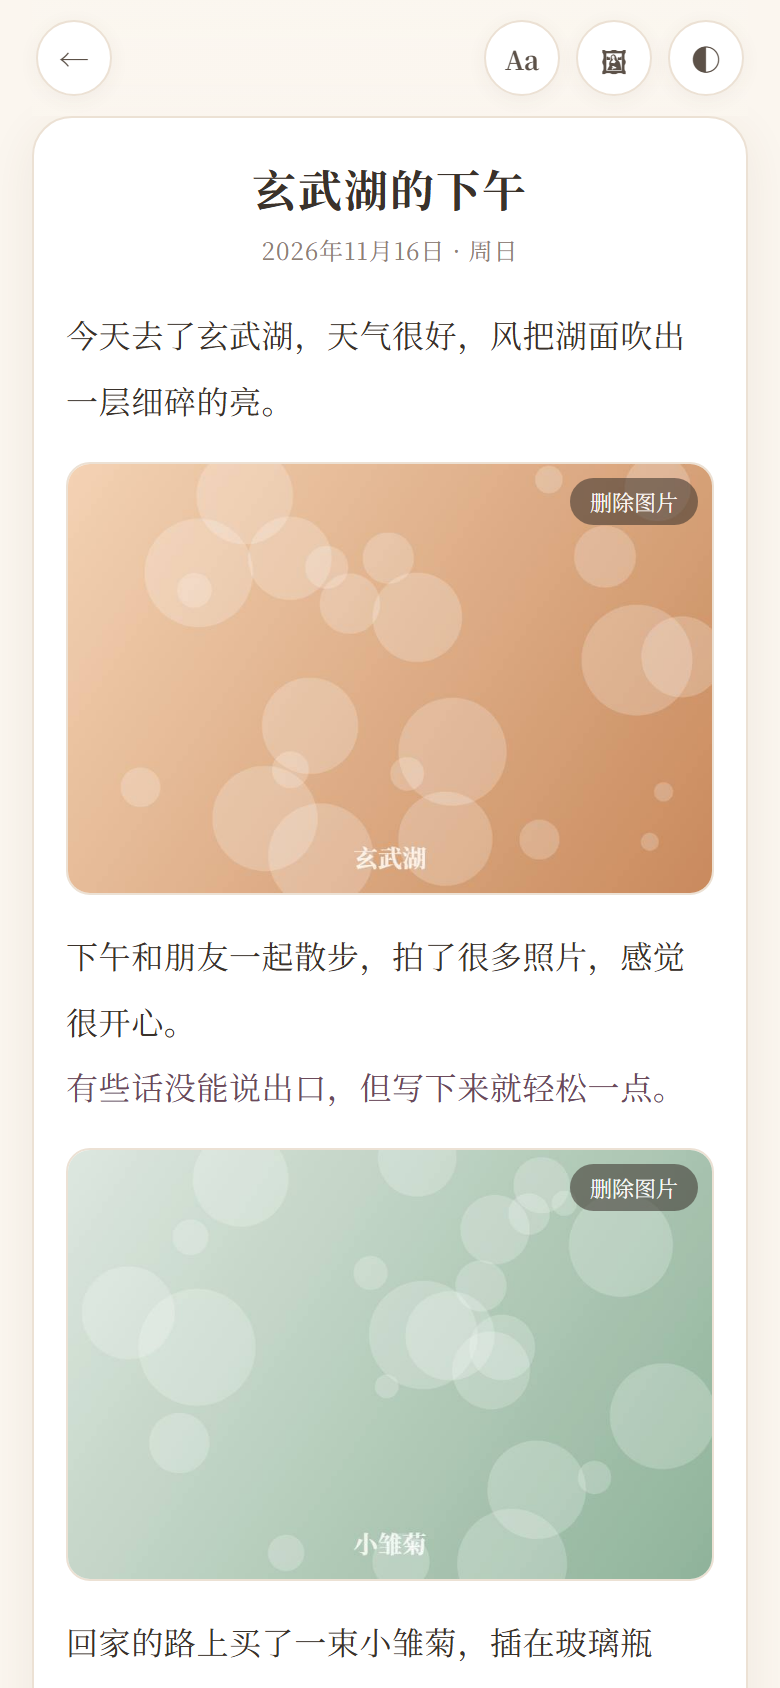 Aa
玄武湖的下午
2026年11月16日 · 周日
今天去了玄武湖，天气很好，风把湖面吹出
一层细碎的亮。
删除图片
玄武湖
下午和朋友一起散步，拍了很多照片，感觉
很开心。
有些话没能说出口，但写下来就轻松一点。
删除图片
小雏菊
回家的路上买了一束小雏菊，插在玻璃瓶